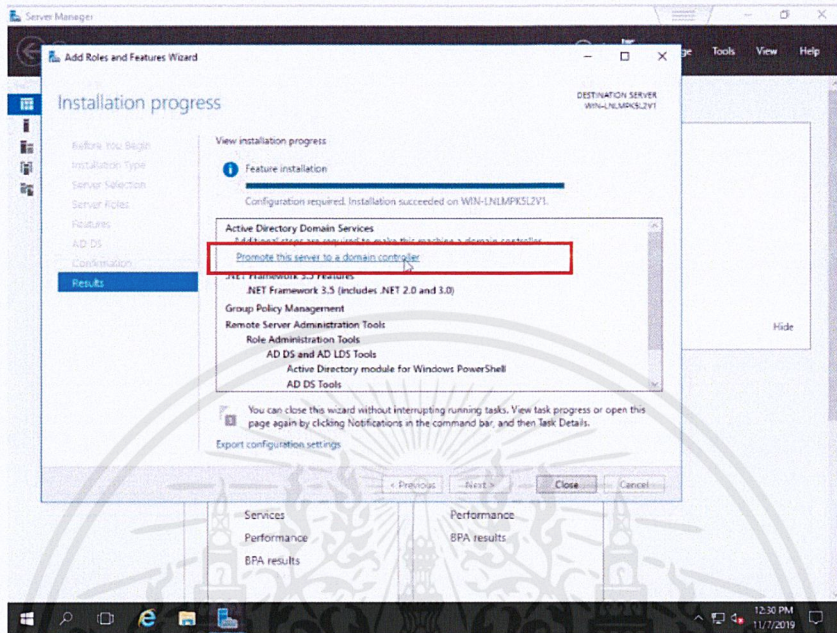 Server Manager
Tools View Help
Add Roles and Features Wizard
Installation progress
DESTINATION SERVER
WIN-LNLMPK5L2V1
Before You Begin
Installation Type
Server Selection
Server Roles
Features
AD DS
Confirmation
Results
View installation progress
Feature installation
Configuration required. Installation succeeded on WIN-LNLMPK5L2V1.
Active Directory Domain Services
Additional steps are required to make this machine a domain controller.
Promote this server to a domain controller
.NET Framework 3.5 Features
.NET Framework 3.5 (includes .NET 2.0 and 3.0)
Group Policy Management
Remote Server Administration Tools
Role Administration Tools
AD DS and AD LDS Tools
Active Directory module for Windows PowerShell
AD DS Tools
You can close this wizard without interrupting running tasks. View task progress or open this
page again by clicking Notifications in the command bar, and then Task Details.
Export configuration settings
< Previous Next > Close Cancel
Hide
Services Performance
Performance BPA results
BPA results
12:30 PM
11/7/2019